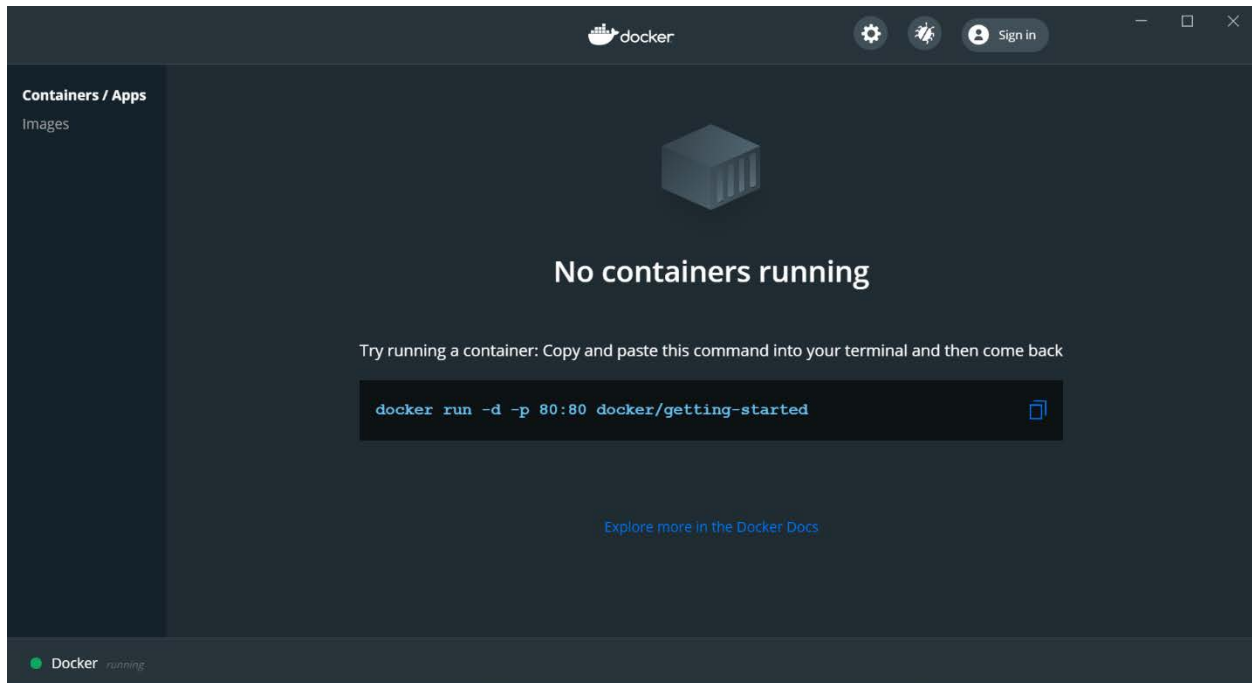 docker
Sign in
Containers / Apps
Images
No containers running
Try running a container: Copy and paste this command into your terminal and then come back
docker run -d -p 80:80 docker/getting-started
Explore more in the Docker Docs
Docker running